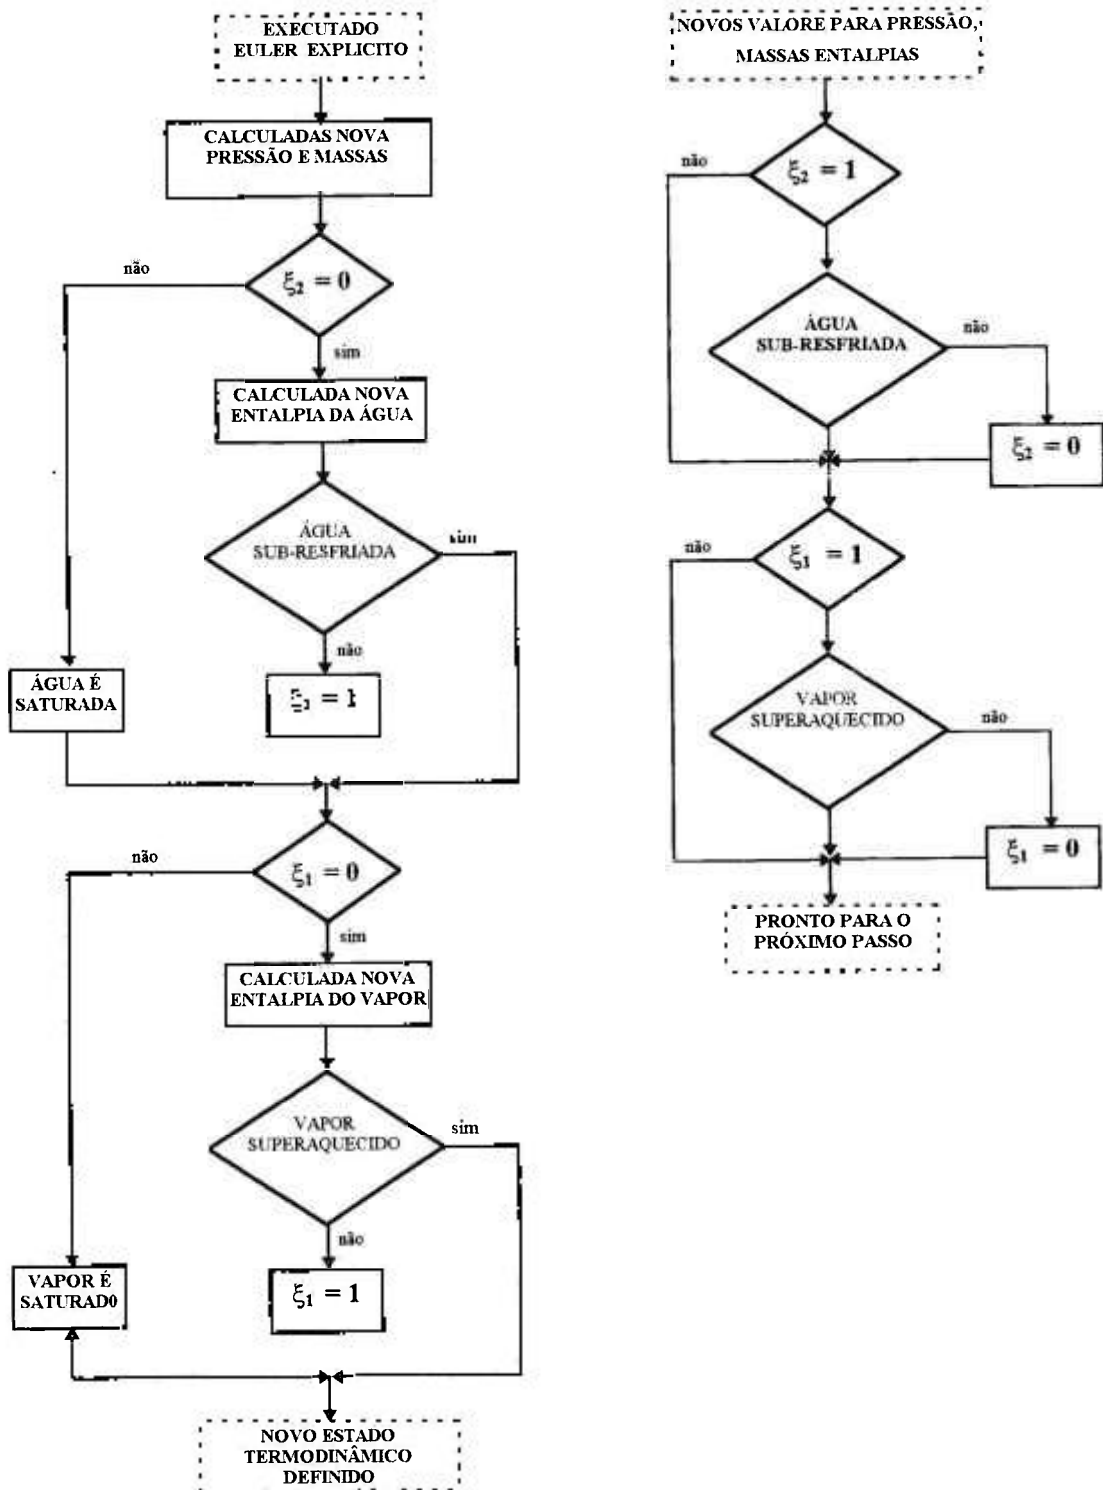 EXECUTADO
EULER EXPLICITO
CALCULADAS NOVA
PRESSÃO E MASSAS
não
ξ₂ = 0
sim
CALCULADA NOVA
ENTALPIA DA ÁGUA
ÁGUA
SUB-RESFRIADA
sim
não
= 1
ÁGUA É
SATURADA
não
ξ₁ = 0
sim
CALCULADA NOVA
ENTALPIA DO VAPOR
VAPOR
SUPERAQUECIDO
sim
não
ξ₁ = 1
VAPOR É
SATURAD0
NOVO ESTADO
TERMODINÂMICO
DEFINIDO
NOVOS VALORE PARA PRESSÃO,
MASSAS ENTALPIAS
não
ξ₂ = 1
ÁGUA
SUB-RESFRIADA
não
ξ₂ = 0
não
ξ₁ = 1
VAPOR
SUPERAQUECIDO
não
ξ₁ = 0
PRONTO PARA O
PRÓXIMO PASSO